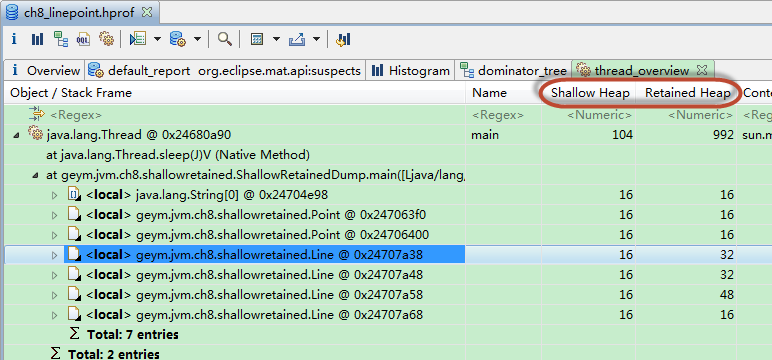 ch8_linepoint.hprof
i OQL
i Overview default_report org.eclipse.mat.api:suspects Histogram dominator_tree thread_overview
Object / Stack Frame Name Shallow Heap Retained Heap Conte
<Regex> <Regex> <Numeric> <Numeric> <Rege
java.lang.Thread @ 0x24680a90 main 104 992 sun.m
at java.lang.Thread.sleep(J)V (Native Method)
at geym.jvm.ch8.shallowretained.ShallowRetainedDump.main([Ljava/lang,
<local> java.lang.String[0] @ 0x24704e98 16 16
<local> geym.jvm.ch8.shallowretained.Point @ 0x247063f0 16 16
<local> geym.jvm.ch8.shallowretained.Point @ 0x24706400 16 16
<local> geym.jvm.ch8.shallowretained.Line @ 0x24707a38 16 32
<local> geym.jvm.ch8.shallowretained.Line @ 0x24707a48 16 32
<local> geym.jvm.ch8.shallowretained.Line @ 0x24707a58 16 48
<local> geym.jvm.ch8.shallowretained.Line @ 0x24707a68 16 16
Σ Total: 7 entries
Σ Total: 2 entries